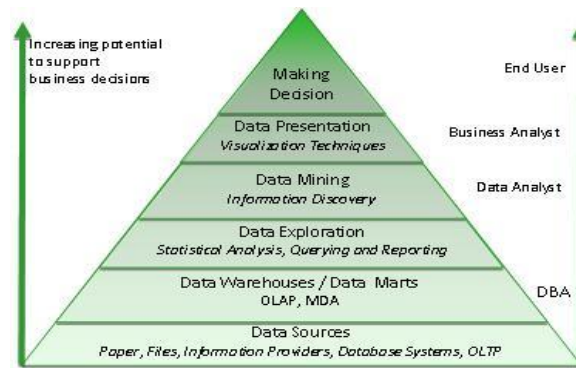 Increasing potential
to support
business decisions
End User
Making
Decision
Data Presentation
Visualization Techniques
Business Analyst
Data Mining
Information Discovery
Data Analyst
Data Exploration
Statistical Analysis, Querying and Reporting
Data Warehouses / Data Marts
OLAP, MDA
DBA
Data Sources
Paper, Files, Information Providers, Database Systems, OLTP